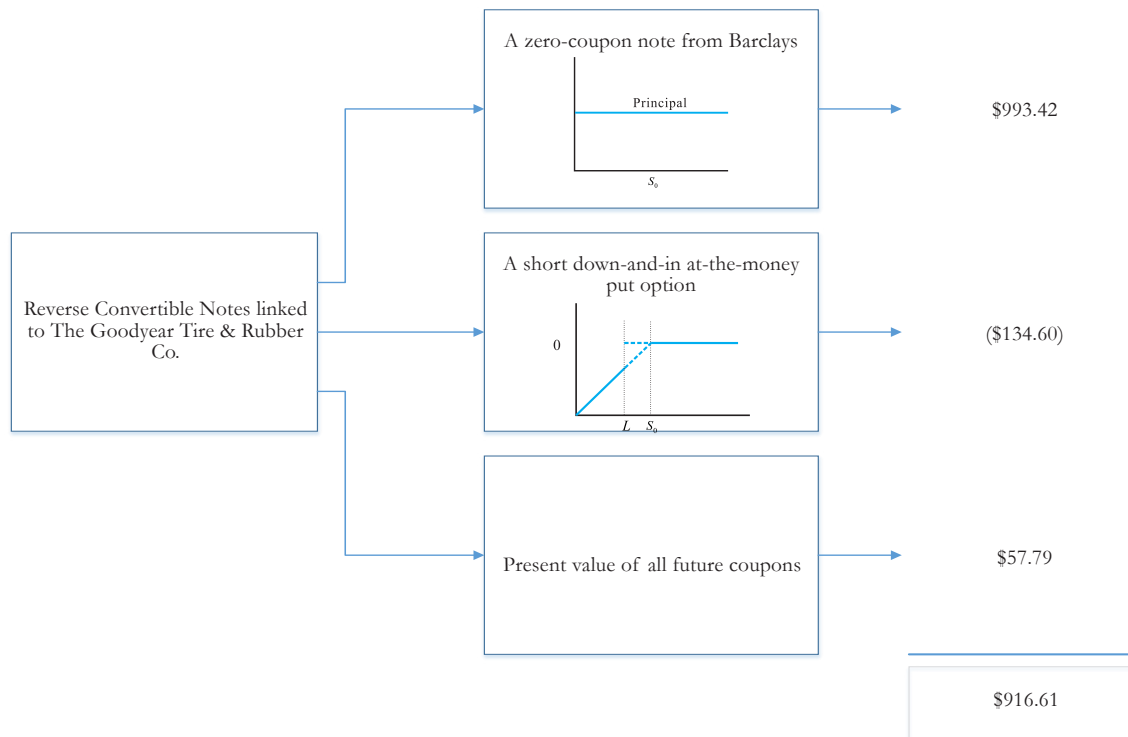 Reverse Convertible Notes linked
to The Goodyear Tire & Rubber
Co.
A zero-coupon note from Barclays
Principal
S₀
$993.42
A short down-and-in at-the-money
put option
0
L S₀
($134.60)
Present value of all future coupons
$57.79
$916.61